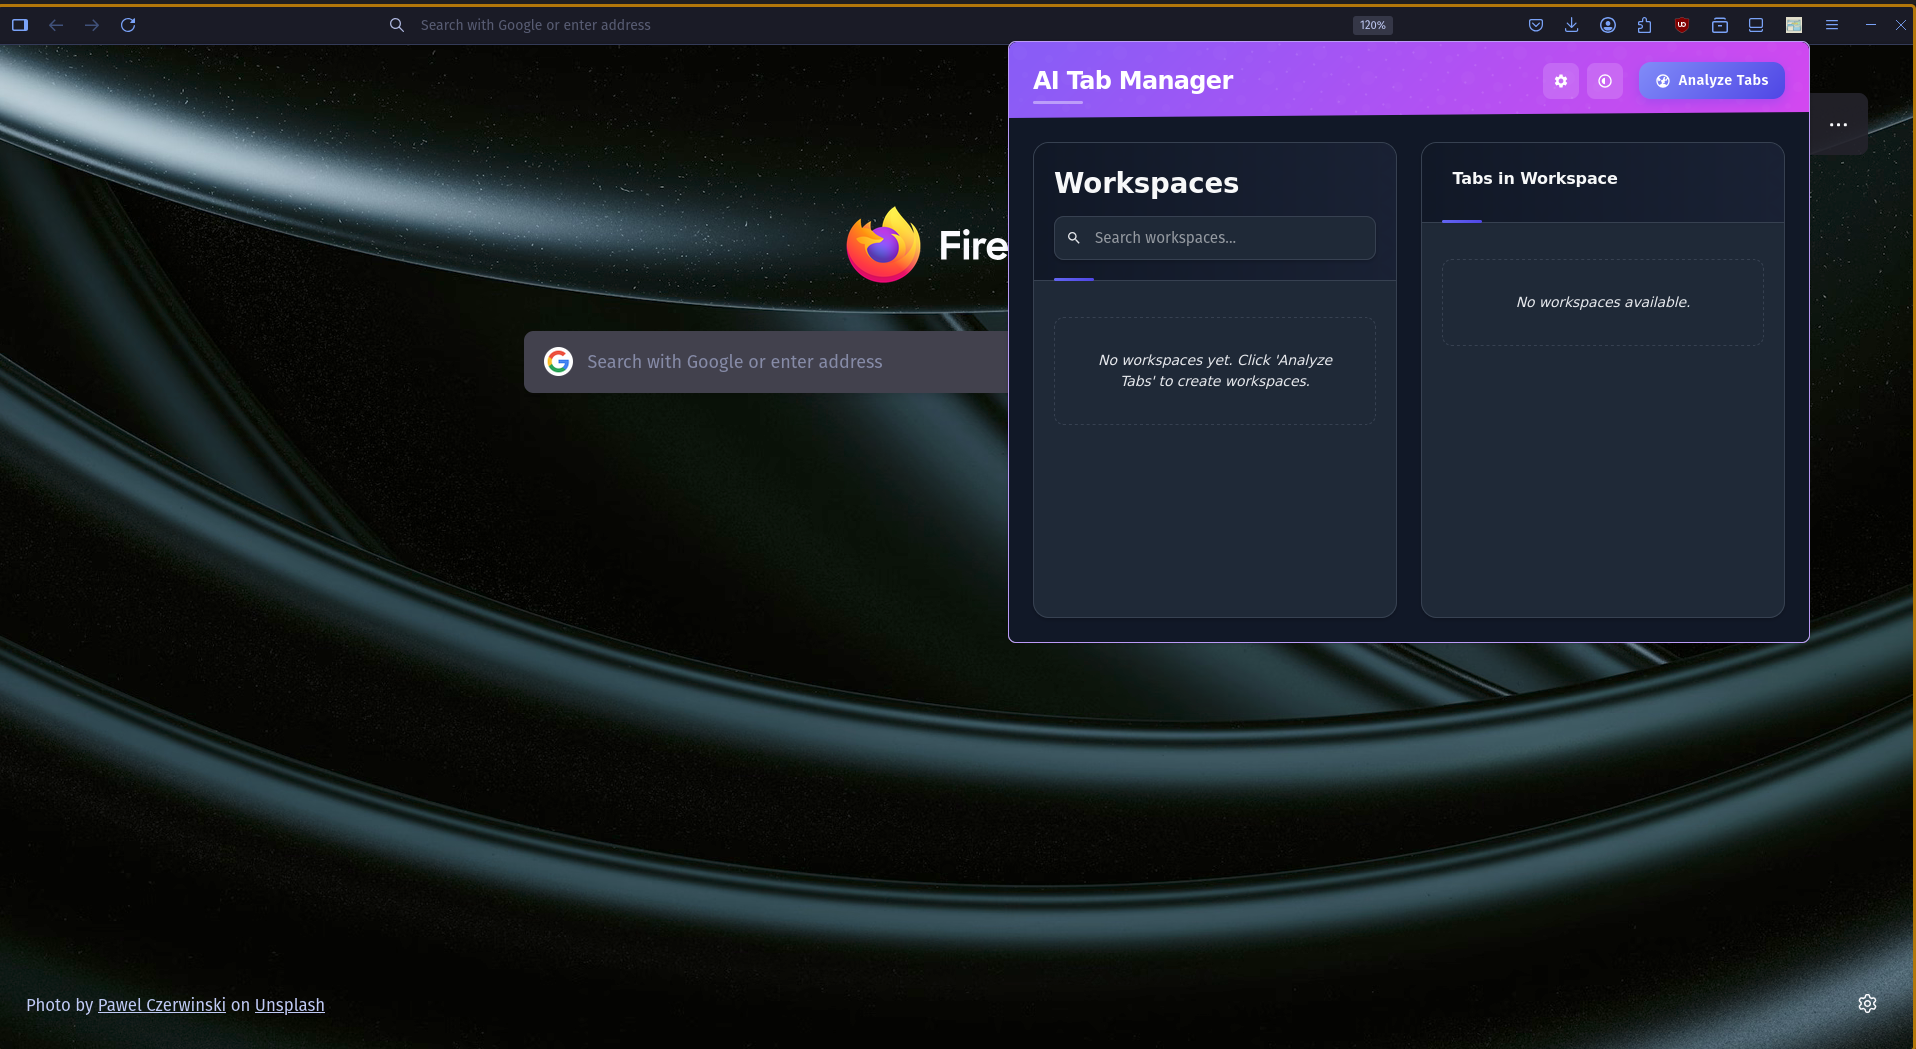 Search with Google or enter address
120%
AI Tab Manager
Analyze Tabs
Workspaces
Search workspaces...
No workspaces yet. Click 'Analyze
Tabs' to create workspaces.
Tabs in Workspace
No workspaces available.
Fire
Search with Google or enter address
Photo by Pawel Czerwinski on Unsplash